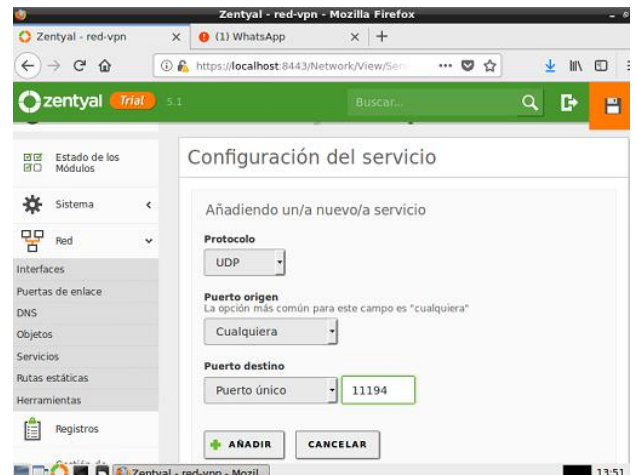 Zentyal - red-vpn - Mozilla Firefox
Zentyal - red-vpn
(1) WhatsApp
https://localhost:8443/Network/View/Ser
zentyal Trial 5.1
Buscar...
Estado de los
Módulos
Sistema
Red
Interfaces
Puertas de enlace
DNS
Objetos
Servicios
Rutas estáticas
Herramientas
Registros
Configuración del servicio
Añadiendo un/a nuevo/a servicio
Protocolo
UDP
Puerto origen
La opción más común para este campo es "cualquiera"
Cualquiera
Puerto destino
Puerto único
11194
AÑADIR
CANCELAR
Zentyal - red-vpn - Mozil...
13:51